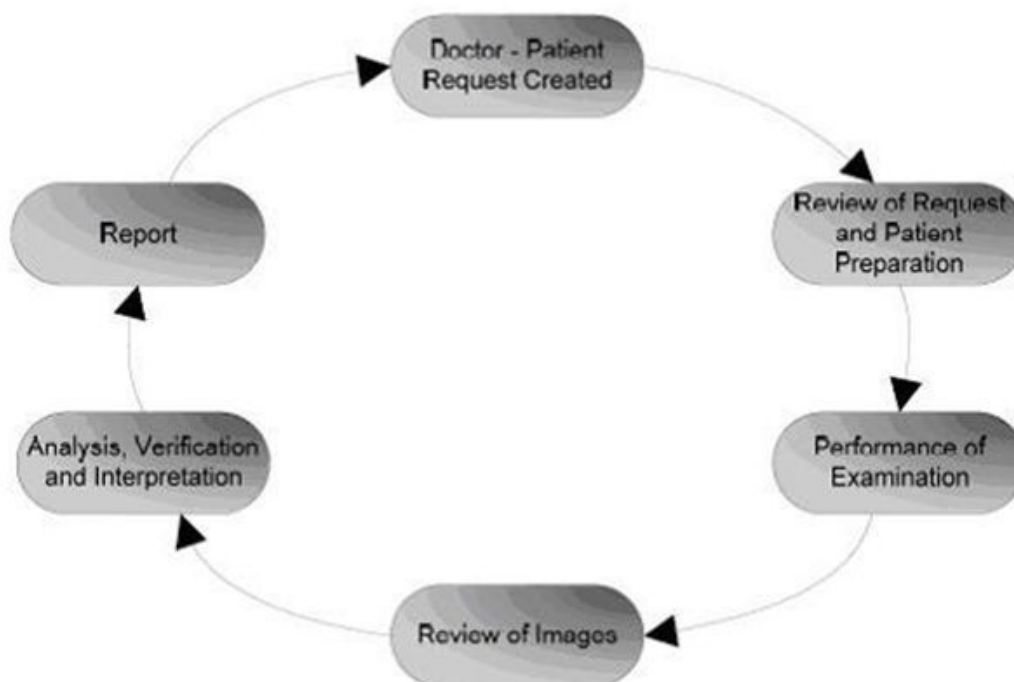 Doctor - Patient
Request Created
Review of Request
and Patient
Preparation
Performance of
Examination
Review of Images
Analysis, Verification
and Interpretation
Report